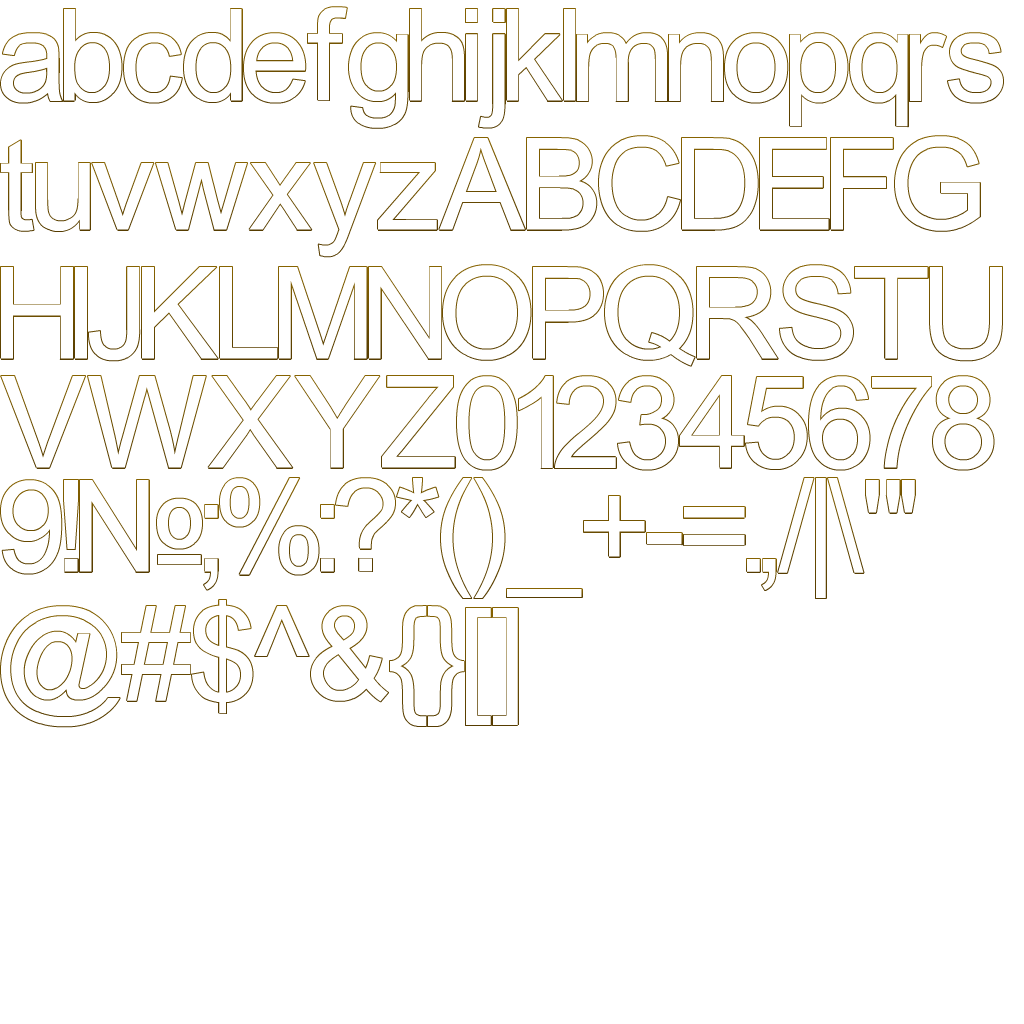 abcdefghijklmnopqrs
tuvwxyzABCDEFG
HIJKLMNOPQRSTU
VWXYZ012345678
9!№;%:?*()_+-=.,/|\"'
@#$^&{}[]